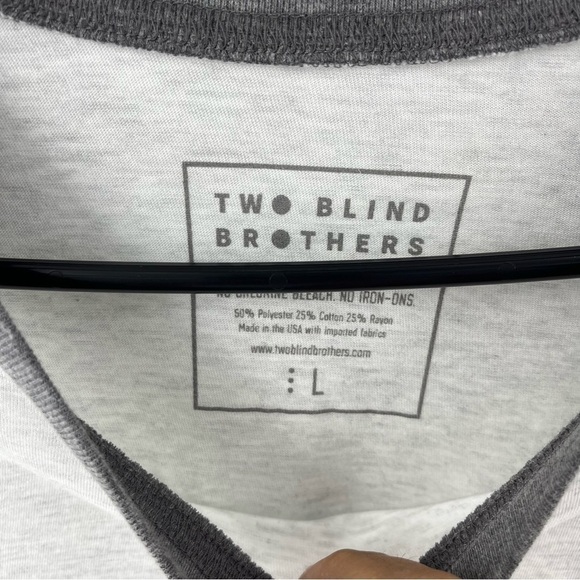 TWO BLIND
BROTHERS
NO CHLORINE BLEACH. NO IRON-ONS.
50% Polyester 25% Cotton 25% Rayon
Made in the USA with imported fabrics
www.twoblindbrothers.com
L